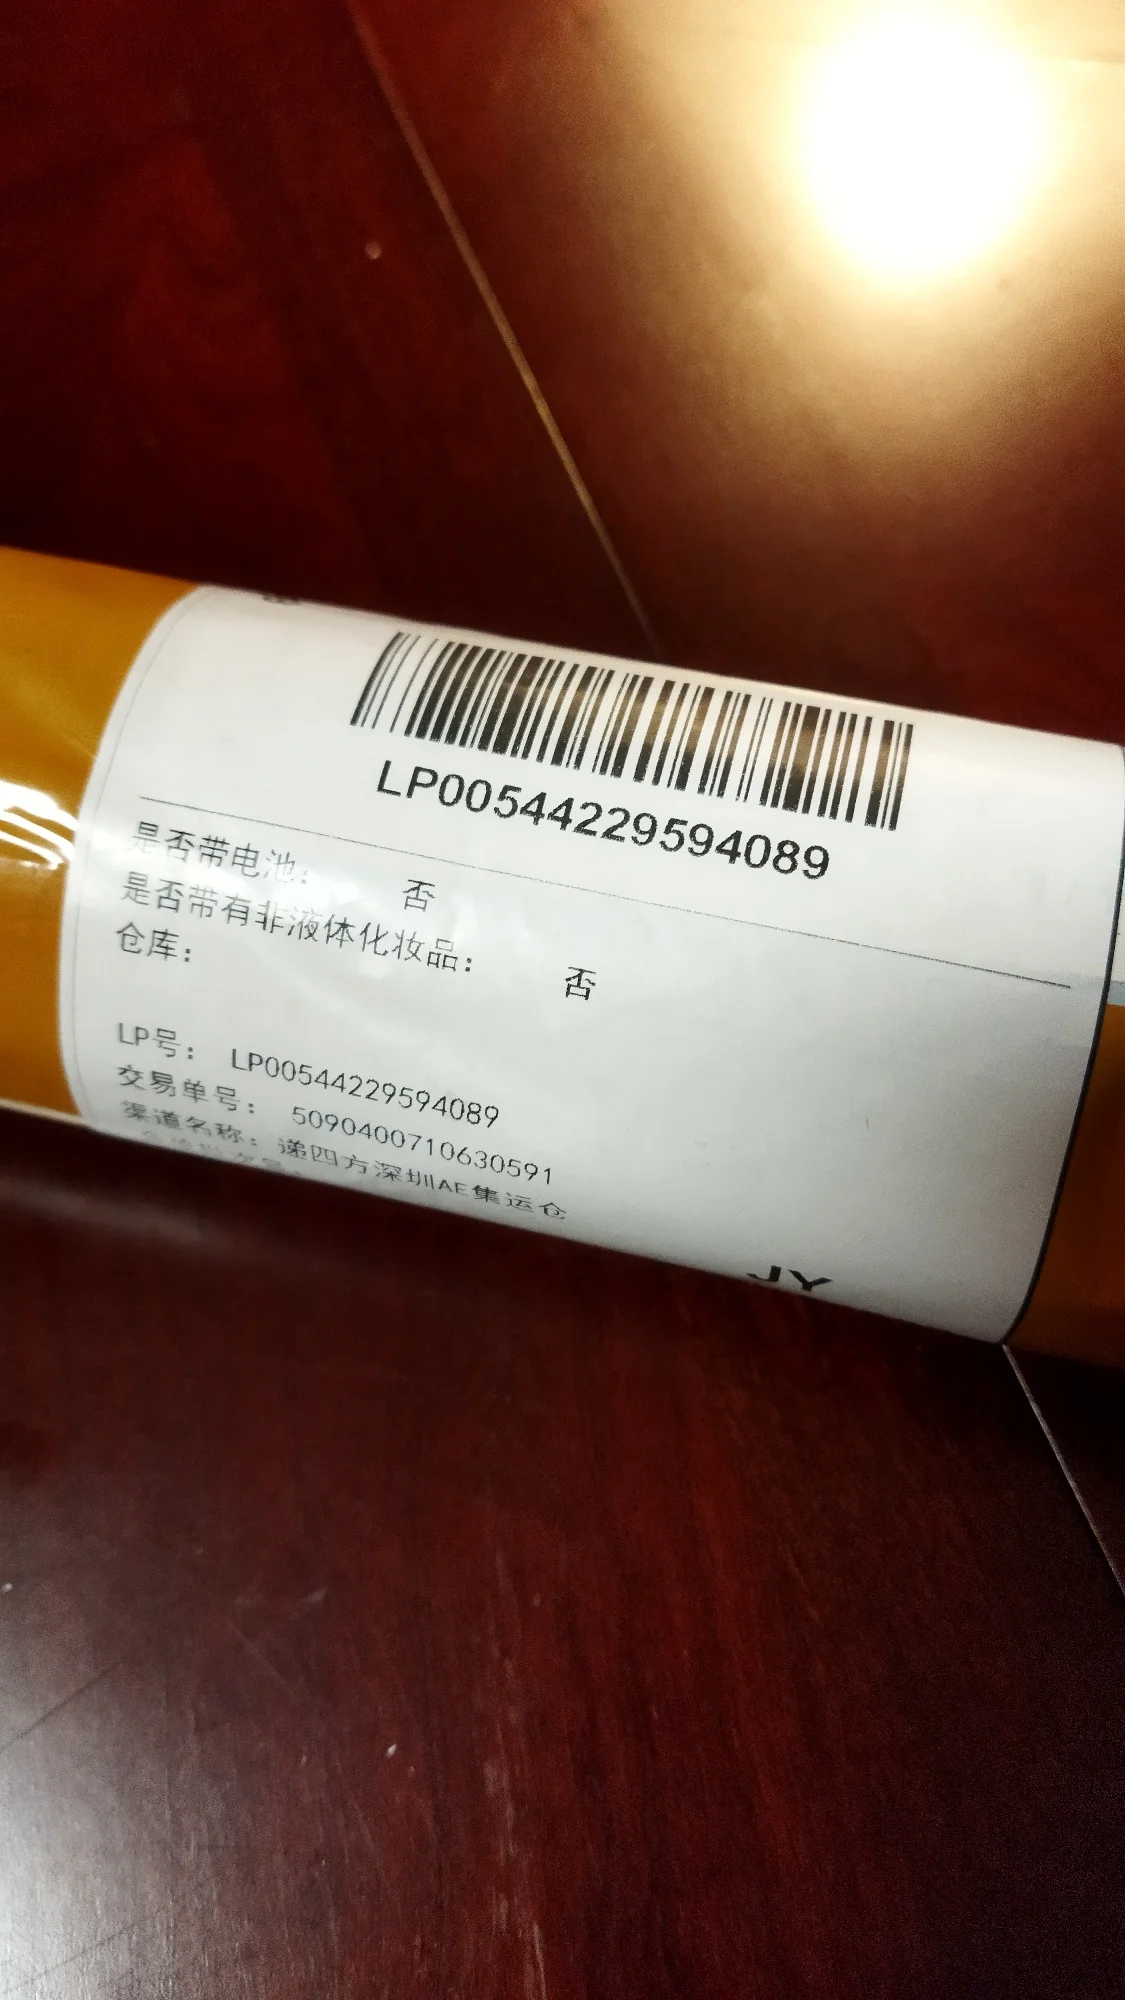 LP00544229594089
是否带电池: 否
是否带有非液体化妆品: 否
仓库:
LP号: LP00544229594089
交易单号: 5090400710630591
渠道名称: 递四方深圳AE集运仓
JY